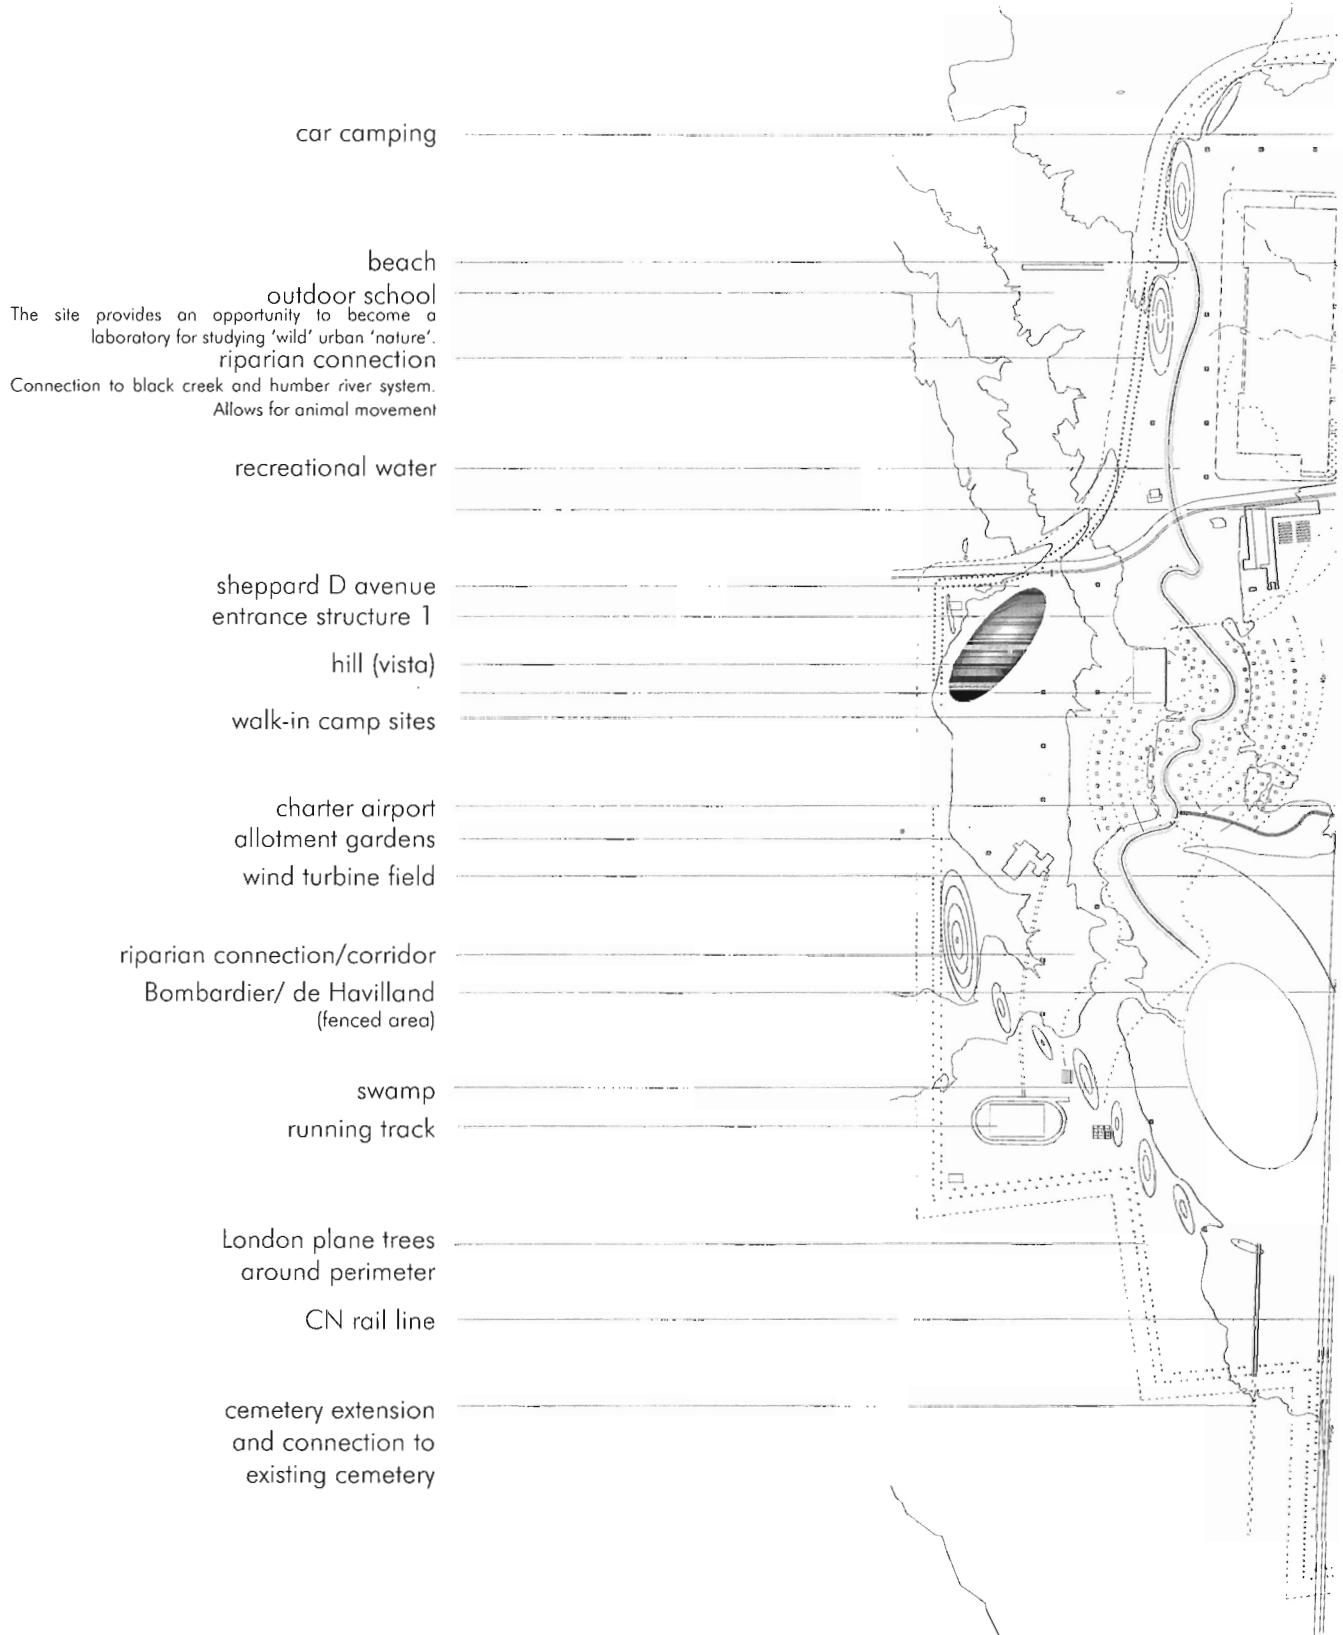 car camping
beach
outdoor school
The site provides an opportunity to become a
laboratory for studying 'wild' urban 'nature'.
riparian connection
Connection to black creek and humber river system.
Allows for animal movement
recreational water
sheppard D avenue
entrance structure 1
hill (vista)
walk-in camp sites
charter airport
allotment gardens
wind turbine field
riparian connection/corridor
Bombardier/ de Havilland
(fenced area)
swamp
running track
London plane trees
around perimeter
CN rail line
cemetery extension
and connection to
existing cemetery